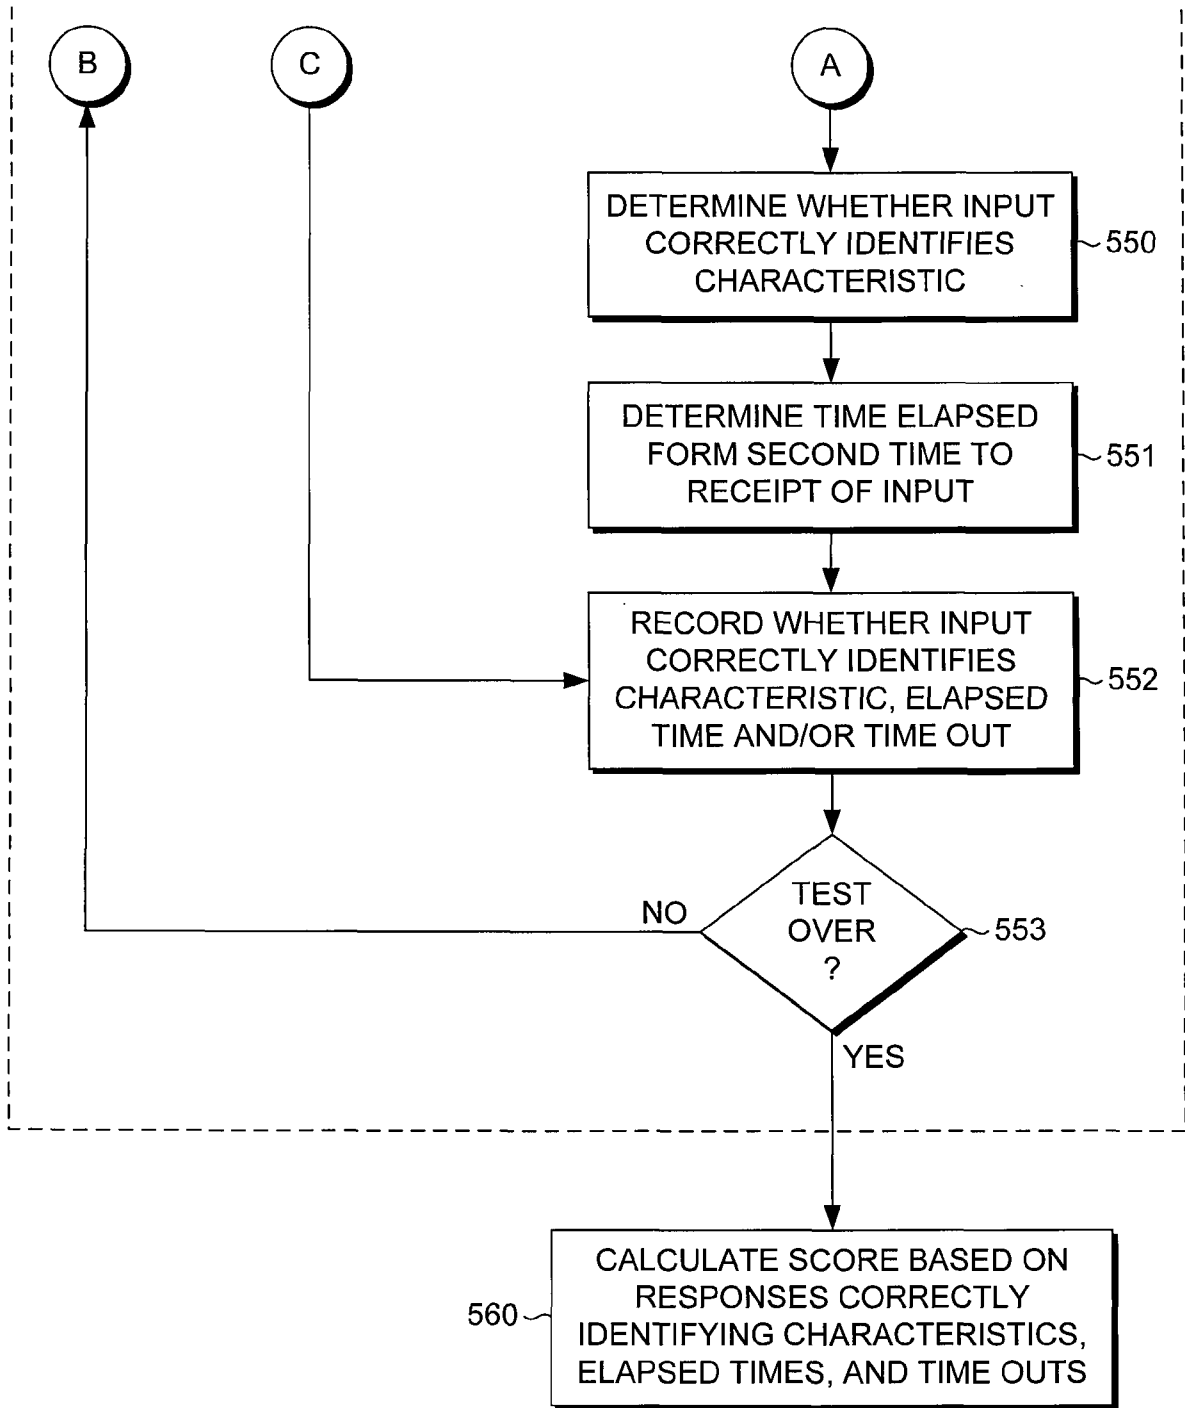 B
C
A
DETERMINE WHETHER INPUT
CORRECTLY IDENTIFIES
CHARACTERISTIC
550
DETERMINE TIME ELAPSED
FORM SECOND TIME TO
RECEIPT OF INPUT
551
RECORD WHETHER INPUT
CORRECTLY IDENTIFIES
CHARACTERISTIC, ELAPSED
TIME AND/OR TIME OUT
552
TEST
OVER
?
553
NO
YES
CALCULATE SCORE BASED ON
RESPONSES CORRECTLY
IDENTIFYING CHARACTERISTICS,
ELAPSED TIMES, AND TIME OUTS
560